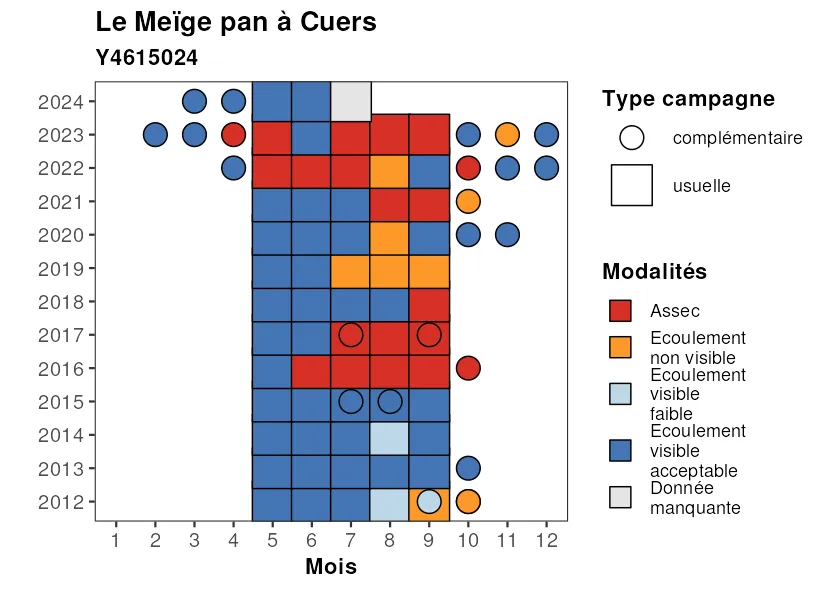 Le Meïge pan à Cuers
Y4615024
2024
2023
2022
2021
2020
2019
2018
2017
2016
2015
2014
2013
2012
1 2 3 4 5 6 7 8 9 10 11 12
Mois
Type campagne
complémentaire
usuelle
Modalités
Assec
Ecoulement
non visible
Ecoulement
visible
faible
Ecoulement
visible
acceptable
Donnée
manquante